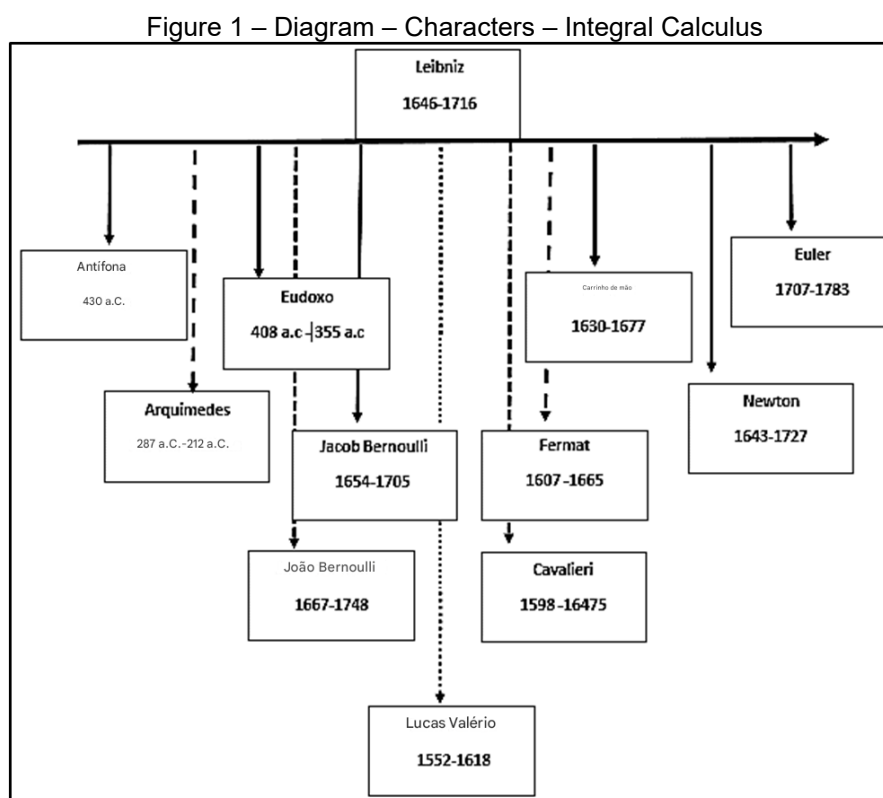 Figure 1 – Diagram – Characters – Integral Calculus
Leibniz
1646-1716
Antífona
430 a.C.
Eudoxo
408 a.c -355 a.c
Carrinho de mão
1630-1677
Euler
1707-1783
Arquimedes
287 a.C.-212 a.C.
Jacob Bernoulli
1654-1705
Fermat
1607 -1665
Newton
1643-1727
João Bernoulli
1667-1748
Cavalieri
1598 -16475
Lucas Valério
1552-1618